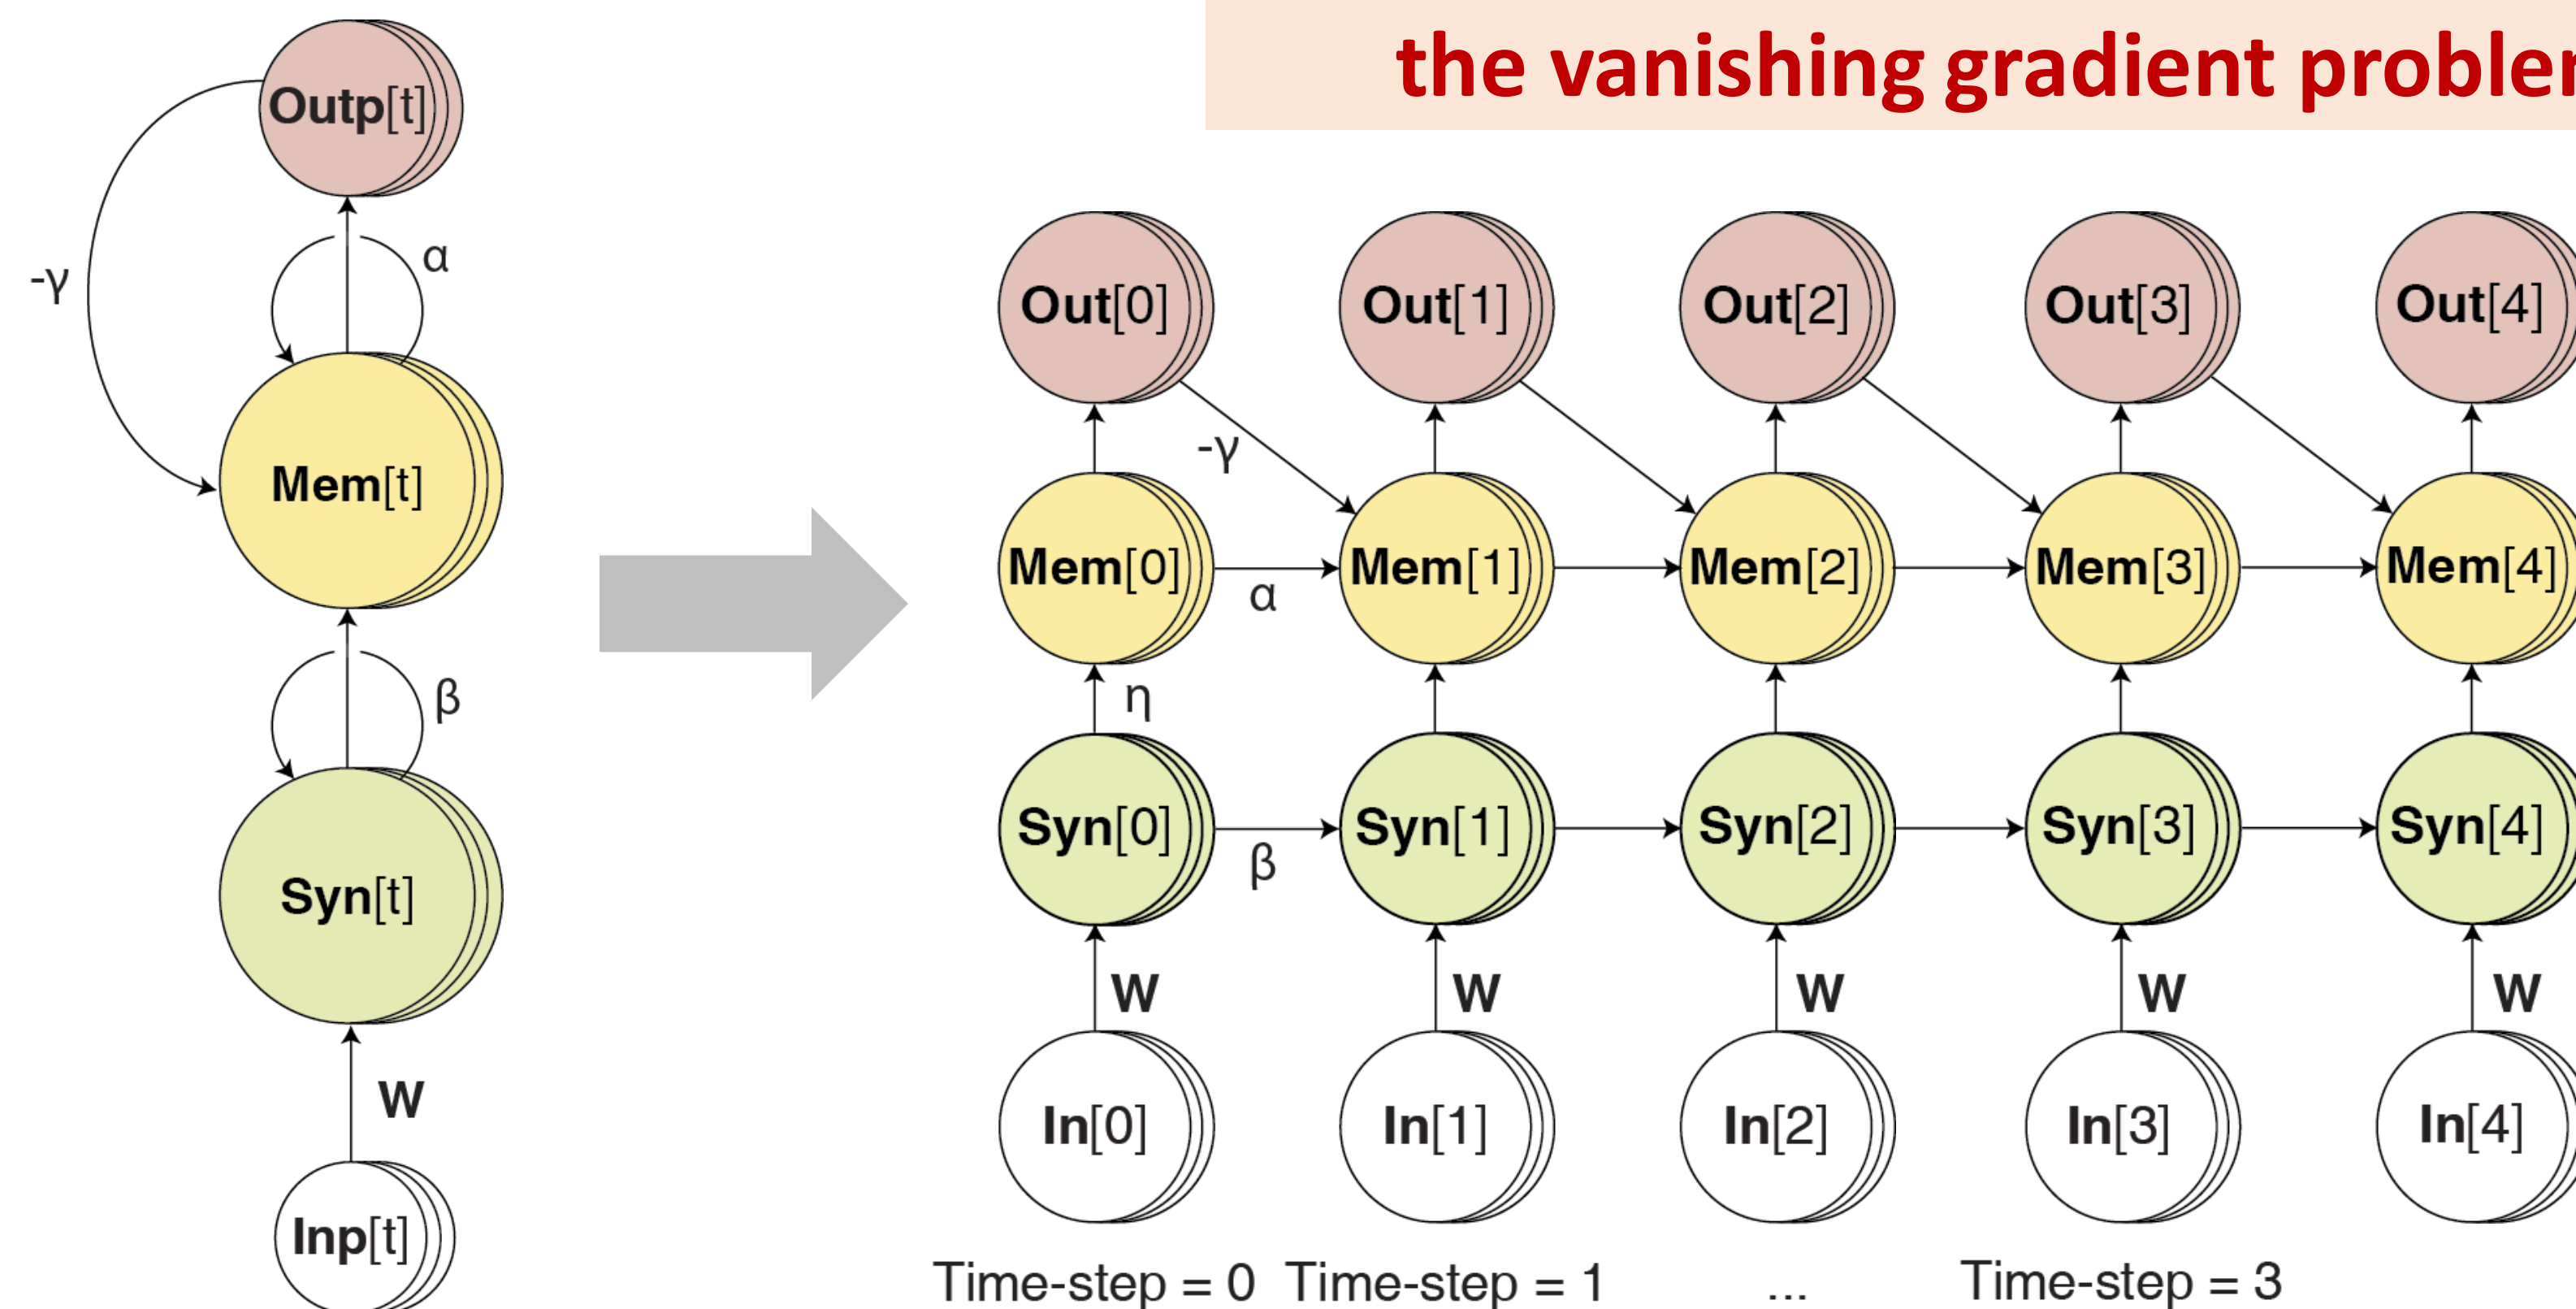 the vanishing gradient
Outp[t]
-γ
α
Mem[t]
β
Syn[t]
W
Inp[t]
Out[0] Out[1] Out[2] Out[3] Out[4]
-γ
Mem[0] Mem[1] Mem[2] Mem[3] Mem[4]
α
η
Syn[0] Syn[1] Syn[2] Syn[3] Syn[4]
β
W W W W W
In[0] In[1] In[2] In[3] In[4]
Time-step = 0 Time-step = 1 ... Time-step = 3